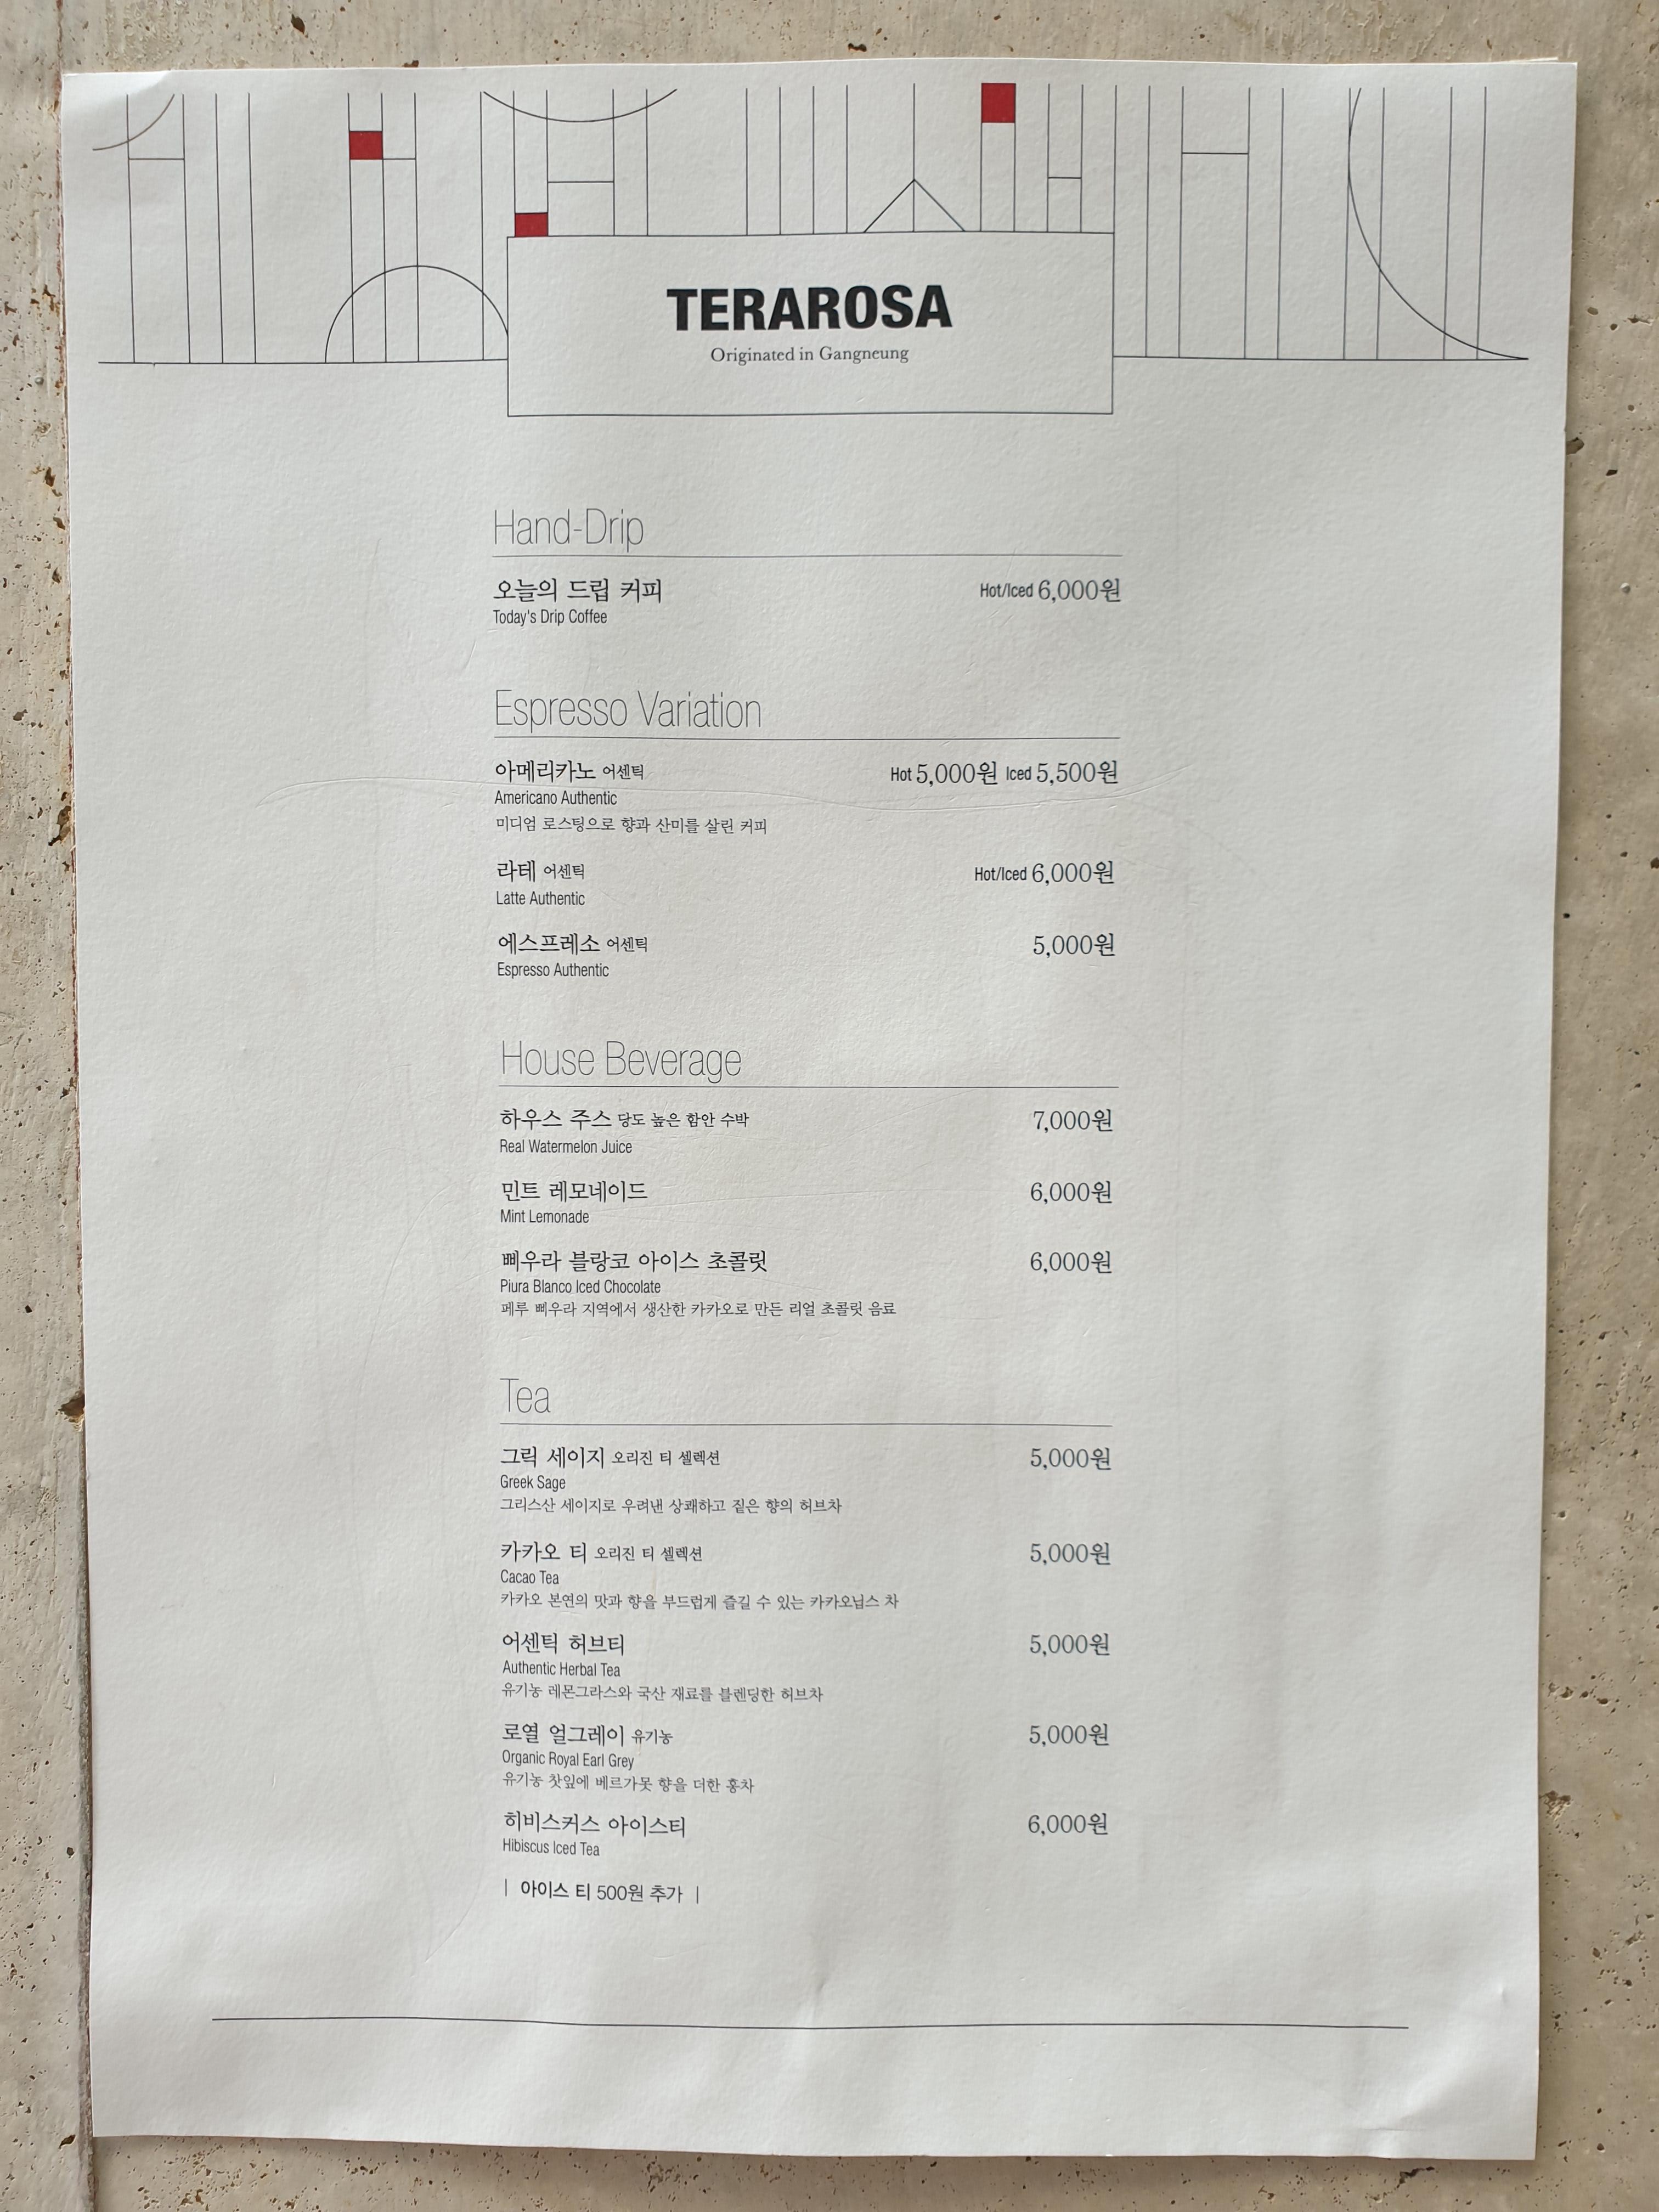 TERAROSA
Originated in Gangneung
Hand-Drip
오늘의 드립 커피 Hot/Iced 6,000원
Today's Drip Coffee
Espresso Variation
아메리카노 어센틱 Hot 5,000원 Iced 5,500원
Americano Authentic
미디엄 로스팅으로 향과 산미를 살린 커피
라테 어센틱 Hot/Iced 6,000원
Latte Authentic
에스프레소 어센틱 5,000원
Espresso Authentic
House Beverage
하우스 주스 당도 높은 함안 수박 7,000원
Real Watermelon Juice
민트 레모네이드 6,000원
Mint Lemonade
삐우라 블랑코 아이스 초콜릿 6,000원
Piura Blanco Iced Chocolate
페루 삐우라 지역에서 생산한 카카오로 만든 리얼 초콜릿 음료
Tea
그릭 세이지 오리진 티 셀렉션 5,000원
Greek Sage
그리스산 세이지로 우려낸 상쾌하고 짙은 향의 허브차
카카오 티 오리진 티 셀렉션 5,000원
Cacao Tea
카카오 본연의 맛과 향을 부드럽게 즐길 수 있는 카카오닙스 차
어센틱 허브티 5,000원
Authentic Herbal Tea
유기농 레몬그라스와 국산 재료를 블렌딩한 허브차
로열 얼그레이 유기농 5,000원
Organic Royal Earl Grey
유기농 찻잎에 베르가못 향을 더한 홍차
히비스커스 아이스티 6,000원
Hibiscus Iced Tea
| 아이스 티 500원 추가 |